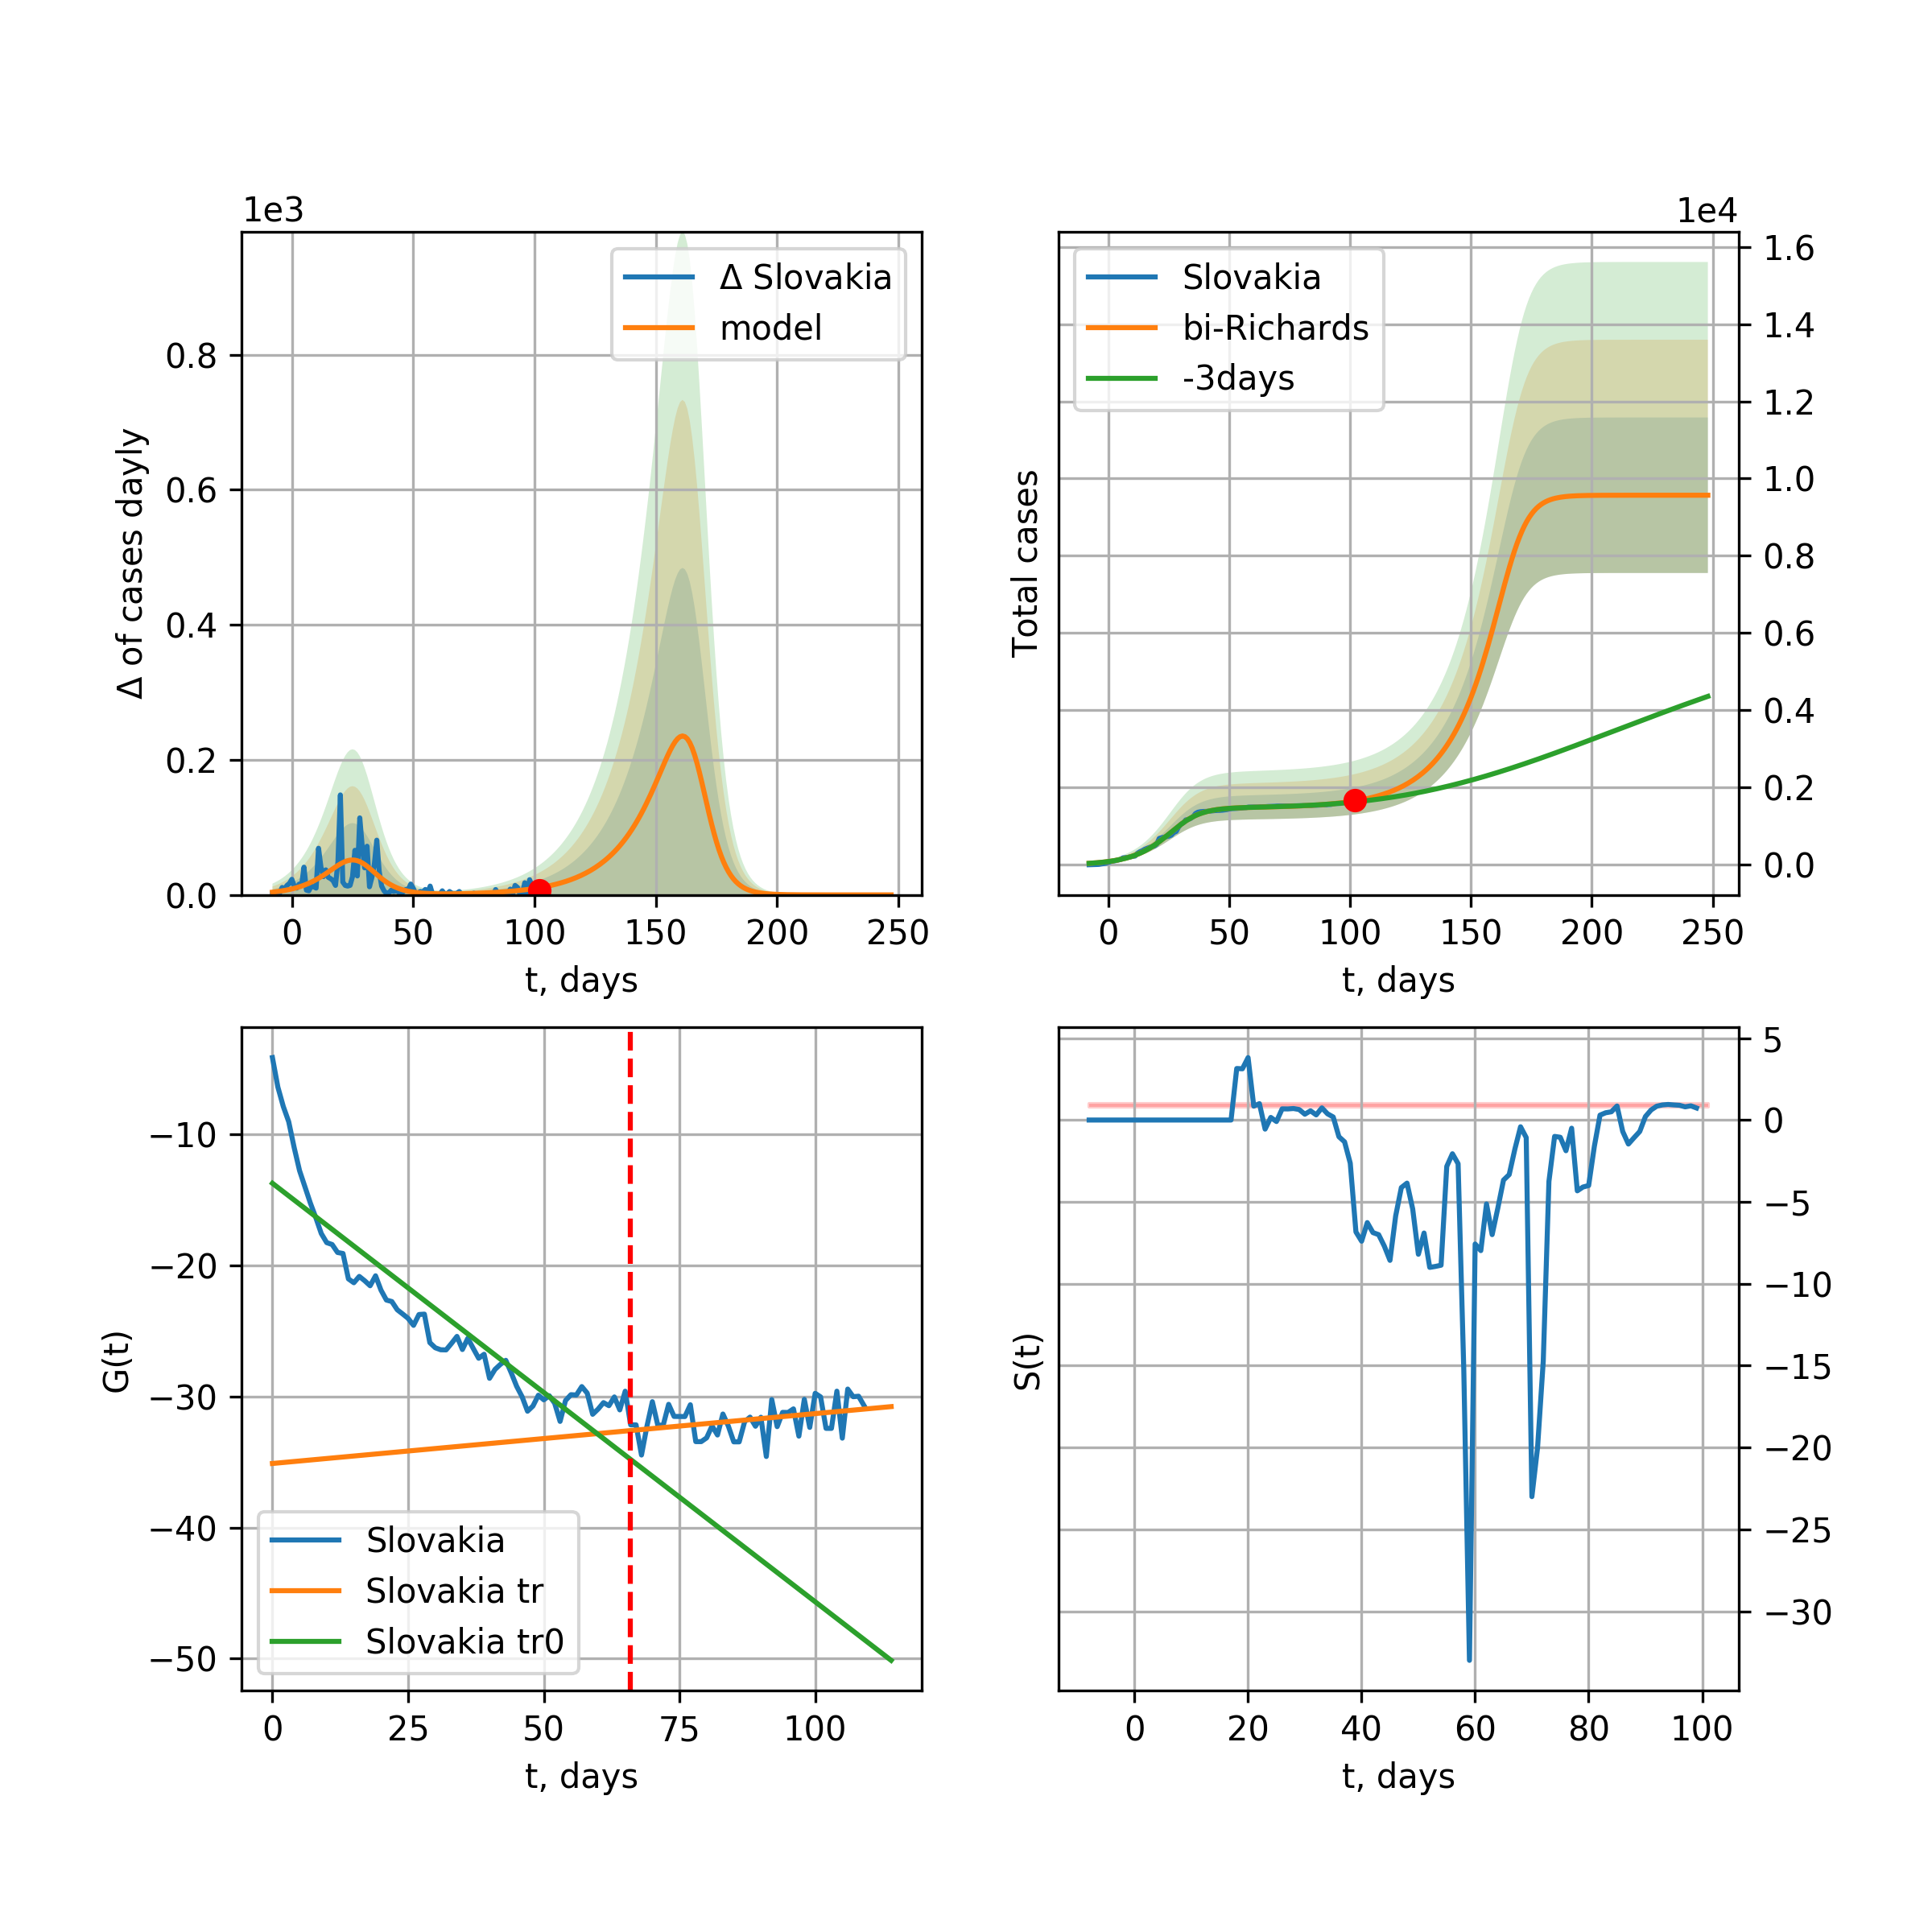 1e3
Δ of cases dayly
0.8
0.6
0.4
0.2
0.0
Δ Slovakia
model
0 50 100 150 200 250
t, days
1e4
Total cases
Slovakia
bi-Richards
-3days
1.6
1.4
1.2
1.0
0.8
0.6
0.4
0.2
0.0
0 50 100 150 200 250
t, days
G(t)
−10
−20
−30
−40
−50
Slovakia
Slovakia tr
Slovakia tr0
0 25 50 75 100
t, days
S(t)
5
0
−5
−10
−15
−20
−25
−30
0 20 40 60 80 100
t, days